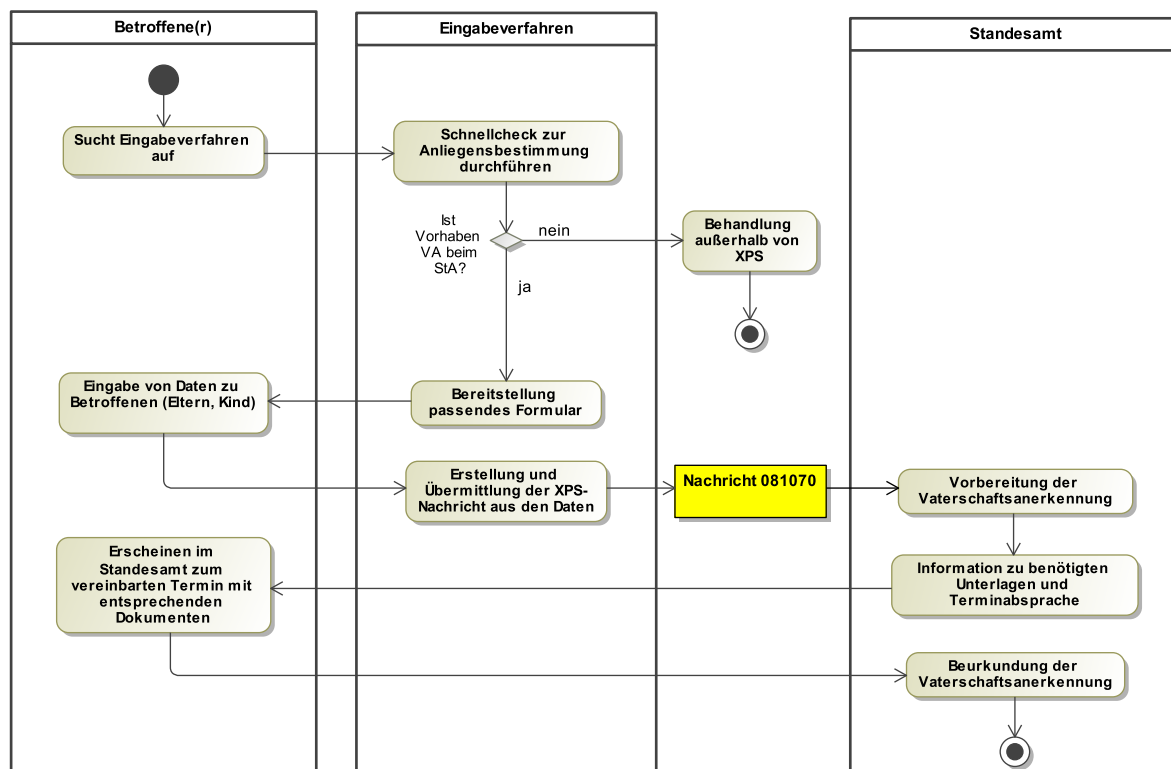 Betroffene(r)
Eingabeverfahren
Standesamt
Sucht Eingabeverfahren
auf
Schnellcheck zur
Anliegensbestimmung
durchführen
Ist
Vorhaben
VA beim
StA?
nein
ja
Behandlung
außerhalb von
XPS
Eingabe von Daten zu
Betroffenen (Eltern, Kind)
Bereitstellung
passendes Formular
Erstellung und
Übermittlung der XPS-
Nachricht aus den Daten
Nachricht 081070
Vorbereitung der
Vaterschaftsanerkennung
Erscheinen im
Standesamt zum
vereinbarten Termin mit
entsprechenden
Dokumenten
Information zu benötigten
Unterlagen und
Terminabsprache
Beurkundung der
Vaterschaftsanerkennung